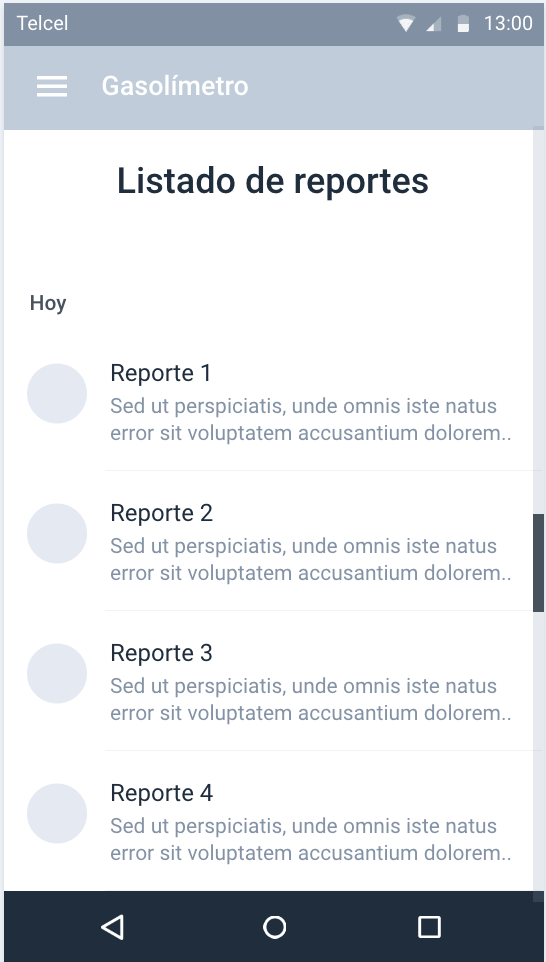 Telcel 13:00
Gasolímetro
Listado de reportes
Hoy
Reporte 1
Sed ut perspiciatis, unde omnis iste natus
error sit voluptatem accusantium dolorem..
Reporte 2
Sed ut perspiciatis, unde omnis iste natus
error sit voluptatem accusantium dolorem..
Reporte 3
Sed ut perspiciatis, unde omnis iste natus
error sit voluptatem accusantium dolorem..
Reporte 4
Sed ut perspiciatis, unde omnis iste natus
error sit voluptatem accusantium dolorem..